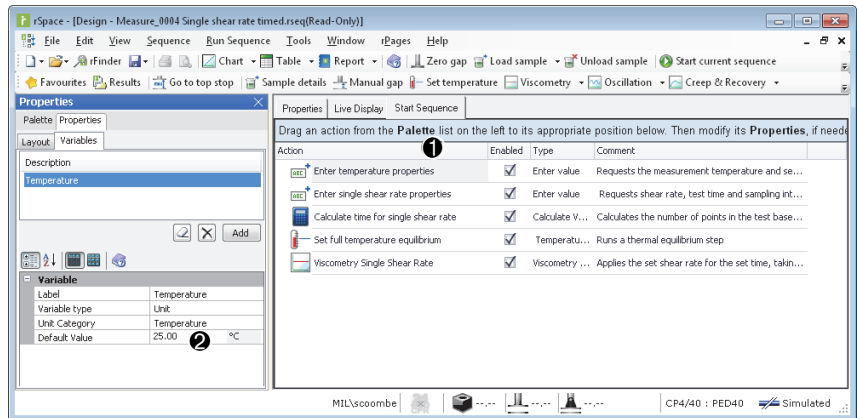 rSpace - [Design - Measure_0004 Single shear rate timed.rseq(Read-Only)]
File Edit View Sequence Run Sequence Tools Window rPages Help
rFinder Chart Table Report Zero gap Load sample Unload sample Start current sequence
Favourites Results Go to top stop Sample details Manual gap Set temperature Viscometry Oscillation Creep & Recovery
Properties
Palette Properties
Layout Variables
Description
Temperature
Add
Variable
Label Temperature
Variable type Unit
Unit Category Temperature
Default Value 25.00 °C
2
Properties Live Display Start Sequence
Drag an action from the Palette list on the left to its appropriate position below. Then modify its Properties, if neede
1
Action Enabled Type Comment
ABC Enter temperature properties Enter value Requests the measurement temperature and se...
ABC Enter single shear rate properties Enter value Requests shear rate, test time and sampling int...
Calculate time for single shear rate Calculate V... Calculates the number of points in the test base...
Set full temperature equilibrium Temperatu... Runs a thermal equilibrium step
Viscometry Single Shear Rate Viscometry ... Applies the set shear rate for the set time, takin...
MIL\scoombe --.-- --.-- --.-- CP4/40 : PED40 Simulated